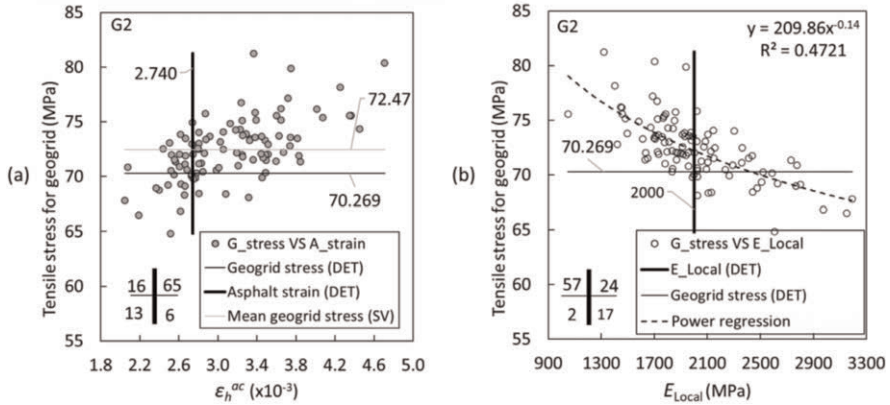 (a)
Tensile stress for geogrid (MPa)
85
80
75
70
65
60
55
G2
2.740
72.47
70.269
G_stress VS A_strain
Geogrid stress (DET)
Asphalt strain (DET)
Mean geogrid stress (SV)
16 65
13 6
1.8 2.2 2.6 3.0 3.4 3.8 4.2 4.6 5.0
εₕᵃᶜ (x10⁻³)
(b)
Tensile stress for geogrid (MPa)
85
80
75
70
65
60
55
G2
y = 209.86x⁻⁰·¹⁴
R² = 0.4721
70.269
2000
G_stress VS E_Local
E_Local (DET)
Geogrid stress (DET)
Power regression
57 24
2 17
900 1300 1700 2100 2500 2900 3300
E_Local (MPa)